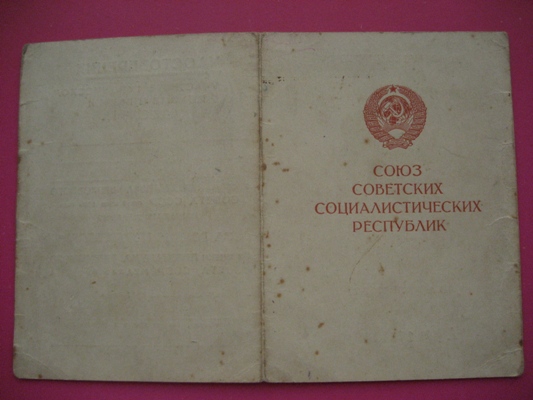 СОЮЗ
СОВЕТСКИХ
СОЦИАЛИСТИЧЕСКИХ
РЕСПУБЛИК